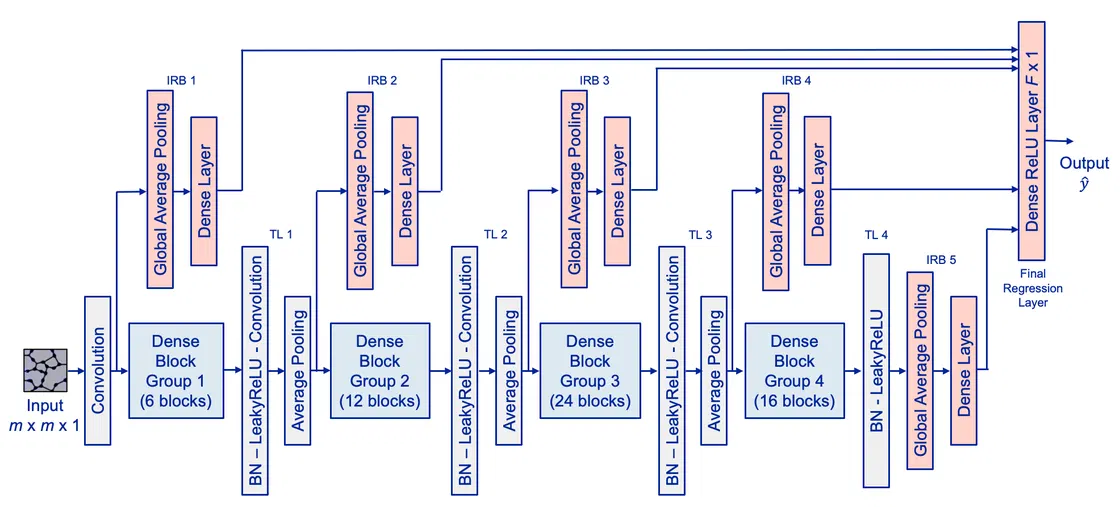 IRB 1
Global Average Pooling
Dense Layer
IRB 2
Global Average Pooling
Dense Layer
IRB 3
Global Average Pooling
Dense Layer
IRB 4
Global Average Pooling
Dense Layer
Dense ReLU Layer F x 1
Final
Regression
Layer
Output
ŷ
Input
m x m x 1
Convolution
Dense
Block
Group 1
(6 blocks)
TL 1
BN – LeakyReLU - Convolution
Average Pooling
Dense
Block
Group 2
(12 blocks)
TL 2
BN – LeakyReLU - Convolution
Average Pooling
Dense
Block
Group 3
(24 blocks)
TL 3
BN – LeakyReLU - Convolution
Average Pooling
Dense
Block
Group 4
(16 blocks)
TL 4
BN - LeakyReLU
IRB 5
Global Average Pooling
Dense Layer